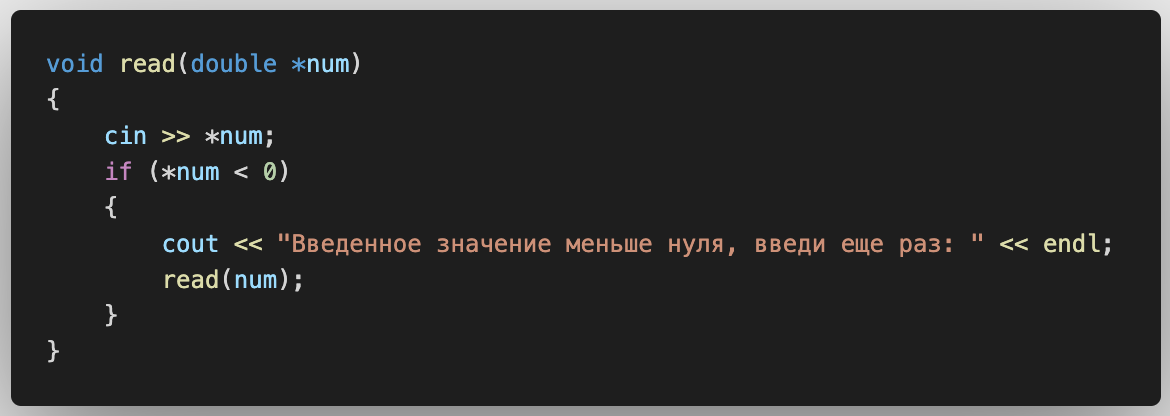 void read(double *num)
{
    cin >> *num;
    if (*num < 0)
    {
        cout << "Введенное значение меньше нуля, введи еще раз: " << endl;
        read(num);
    }
}